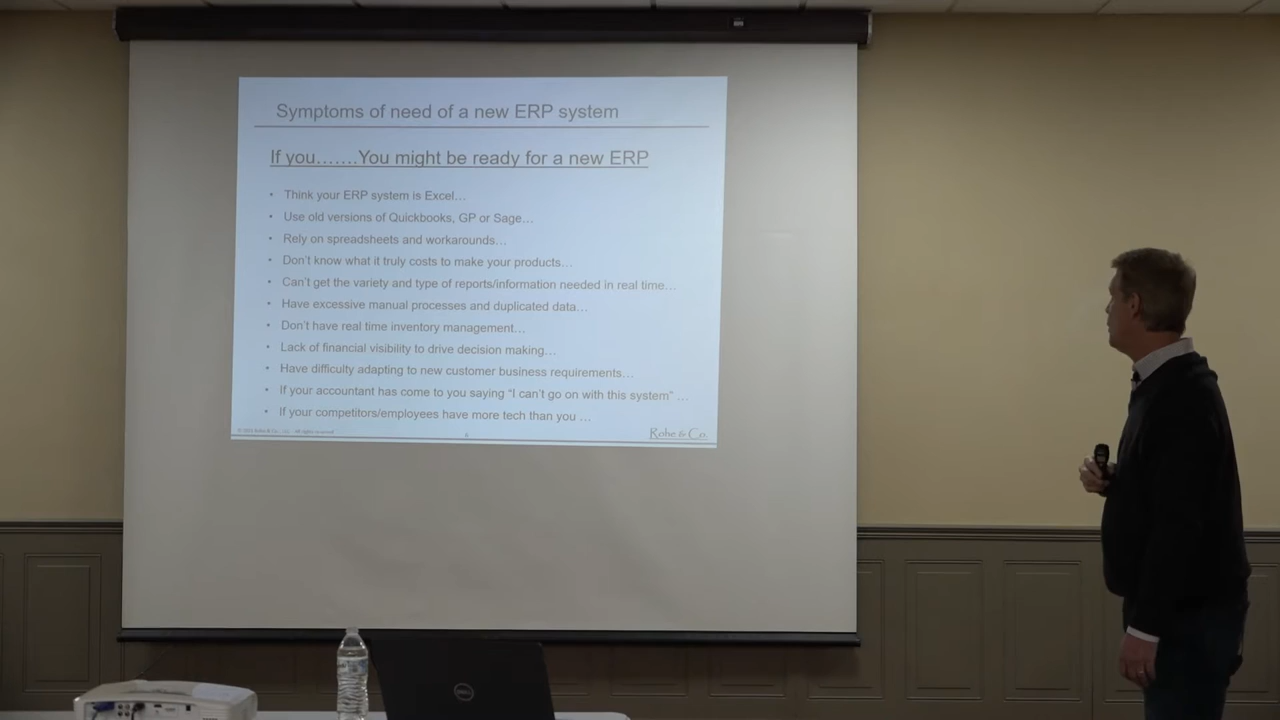 Symptoms of need of a new ERP system
If you.......You might be ready for a new ERP
• Think your ERP system is Excel…
• Use old versions of Quickbooks, GP or Sage…
• Rely on spreadsheets and workarounds…
• Don't know what it truly costs to make your products…
• Can't get the variety and type of reports/information needed in real time…
• Have excessive manual processes and duplicated data…
• Don't have real time inventory management…
• Lack of financial visibility to drive decision making…
• Have difficulty adapting to new customer business requirements…
• If your accountant has come to you saying "I can't go on with this system" …
• If your competitors/employees have more tech than you …
All rights reserved
Rohe & Co.
DELL